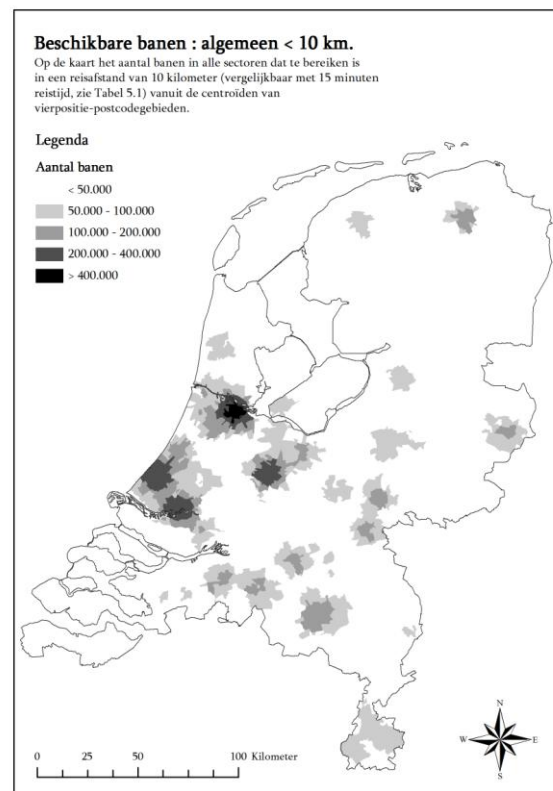 Beschikbare banen : algemeen < 10 km.
Op de kaart het aantal banen in alle sectoren dat te bereiken is
in een reisafstand van 10 kilometer (vergelijkbaar met 15 minuten
reistijd, zie Tabel 5.1) vanuit de centroïden van
vierpositie-postcodegebieden.
Legenda
Aantal banen
< 50.000
50.000 - 100.000
100.000 - 200.000
200.000 - 400.000
> 400.000
N
W E
S
0 25 50 100 Kilometer